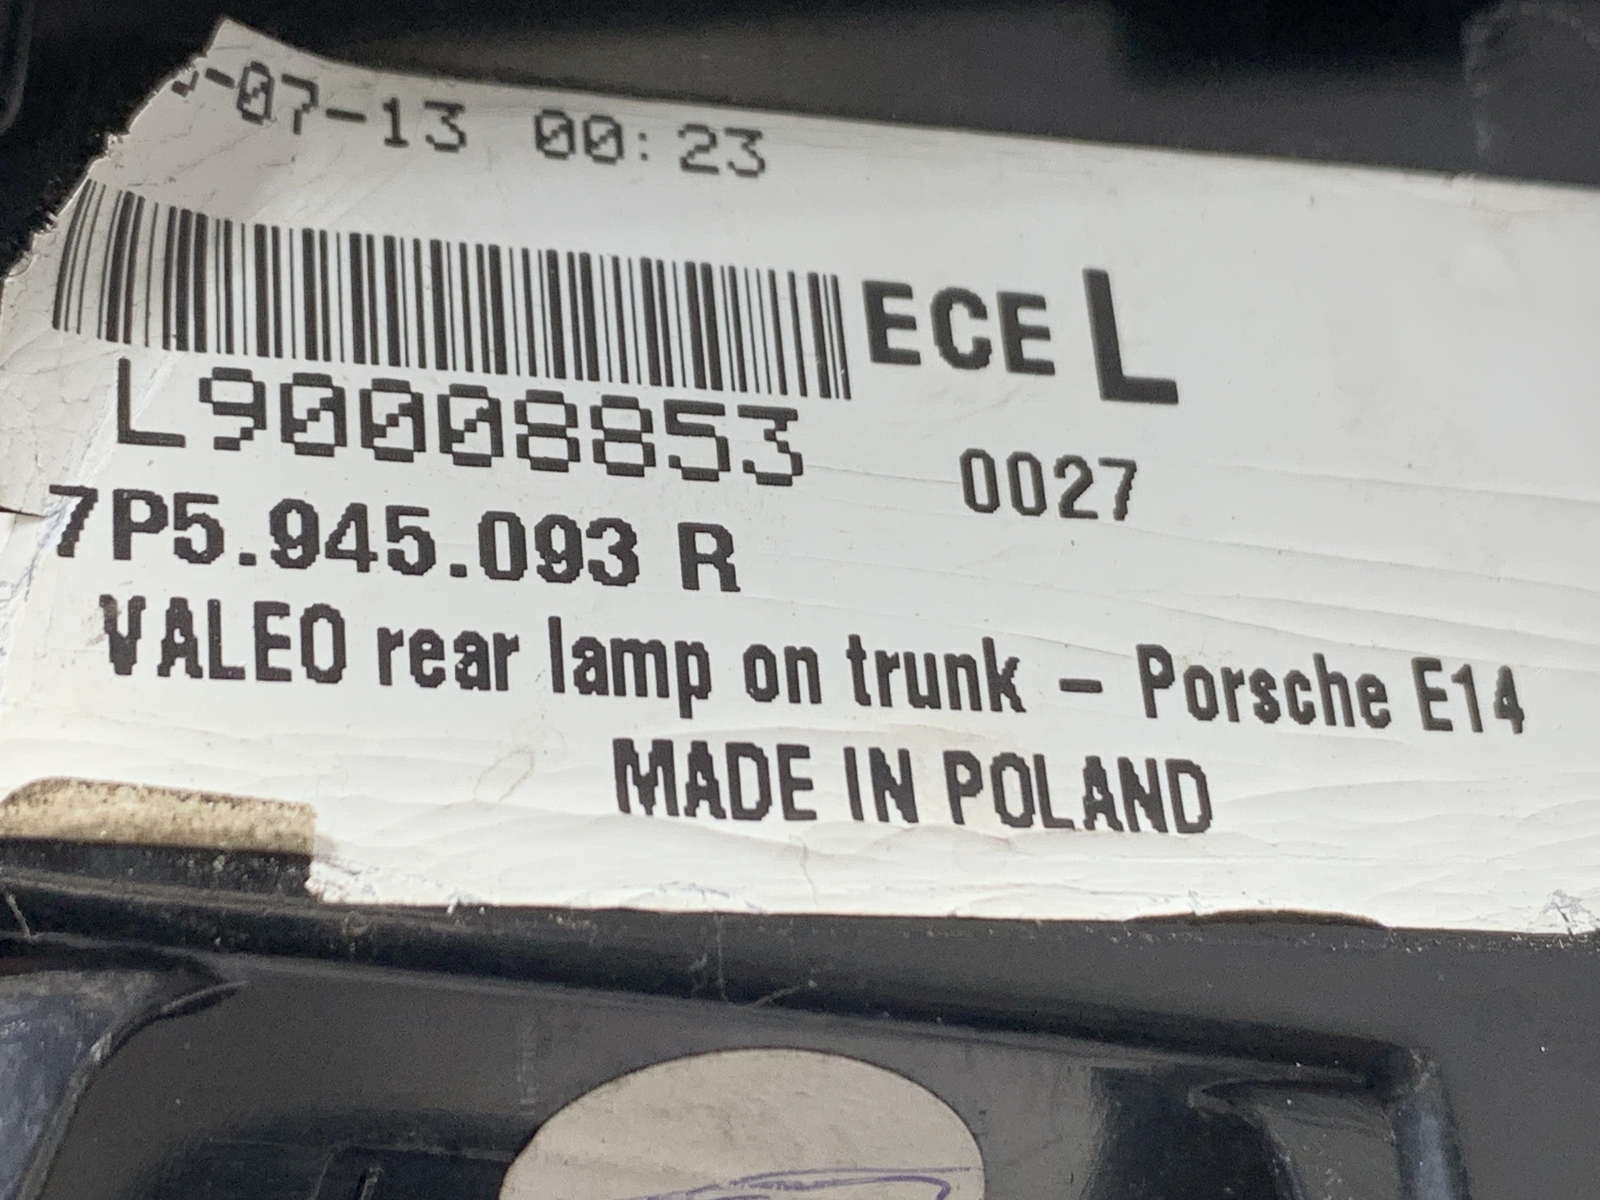 -07-13 00:23
ECE L
L90008853
0027
7P5.945.093 R
VALEO rear lamp on trunk - Porsche E14
MADE IN POLAND